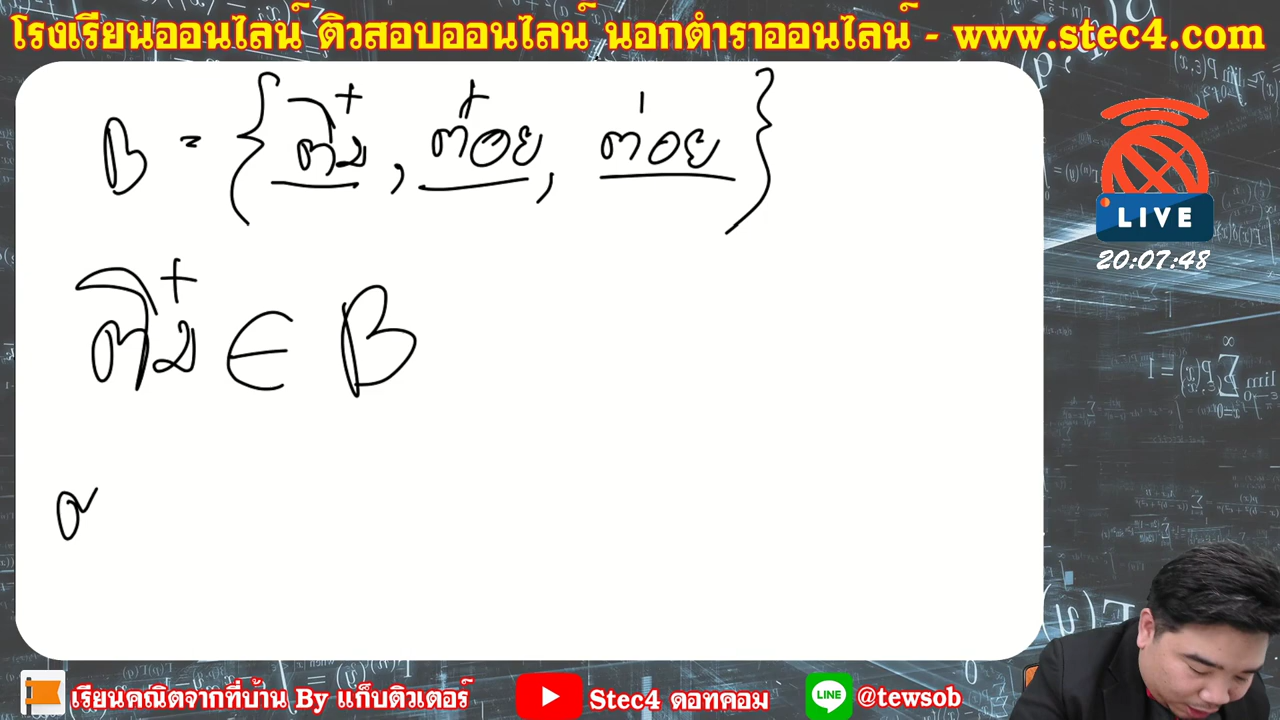 โรงเรียนออนไลน์ ติวสอบออนไลน์ นอกตำราออนไลน์ - www.stec4.com
B = { ติ๋ม , ต๋อย , ต่อย }
LIVE
20:07:48
ติ๋ม ∈ B
เรียนคณิตจากที่บ้าน By แก็บติวเตอร์
Stec4 ดอทคอม
LINE
@tewsob